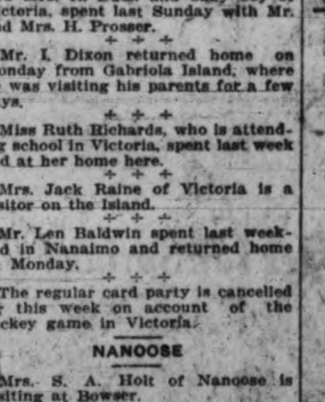 ctoria, spent last Sunday with Mr.
d Mrs. H. Prosser.
Mr. I. Dixon returned home on
onday from Gabriola Island, where
was visiting his parents for a few
ys.
Miss Ruth Richards, who is attend-
g school in Victoria, spent last week
d at her home here.
Mrs. Jack Raine of Victoria is a
sitor on the Island.
Mr. Len Baldwin spent last week-
d in Nanaimo and returned home
Monday.
The regular card party is cancelled
this week on account of the
ckey game in Victoria.
NANOOSE
Mrs. S. A. Holt of Nanoose is
siting at Bowser.